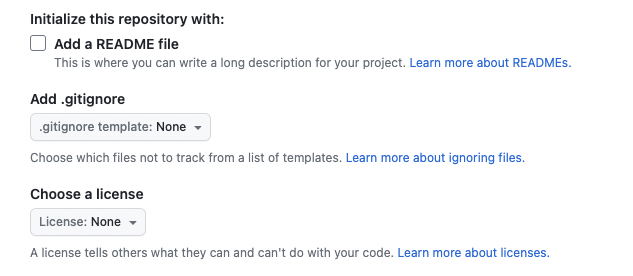 Initialize this repository with:
Add a README file
This is where you can write a long description for your project. Learn more about READMEs.
Add .gitignore
.gitignore template: None
Choose which files not to track from a list of templates. Learn more about ignoring files.
Choose a license
License: None
A license tells others what they can and can't do with your code. Learn more about licenses.